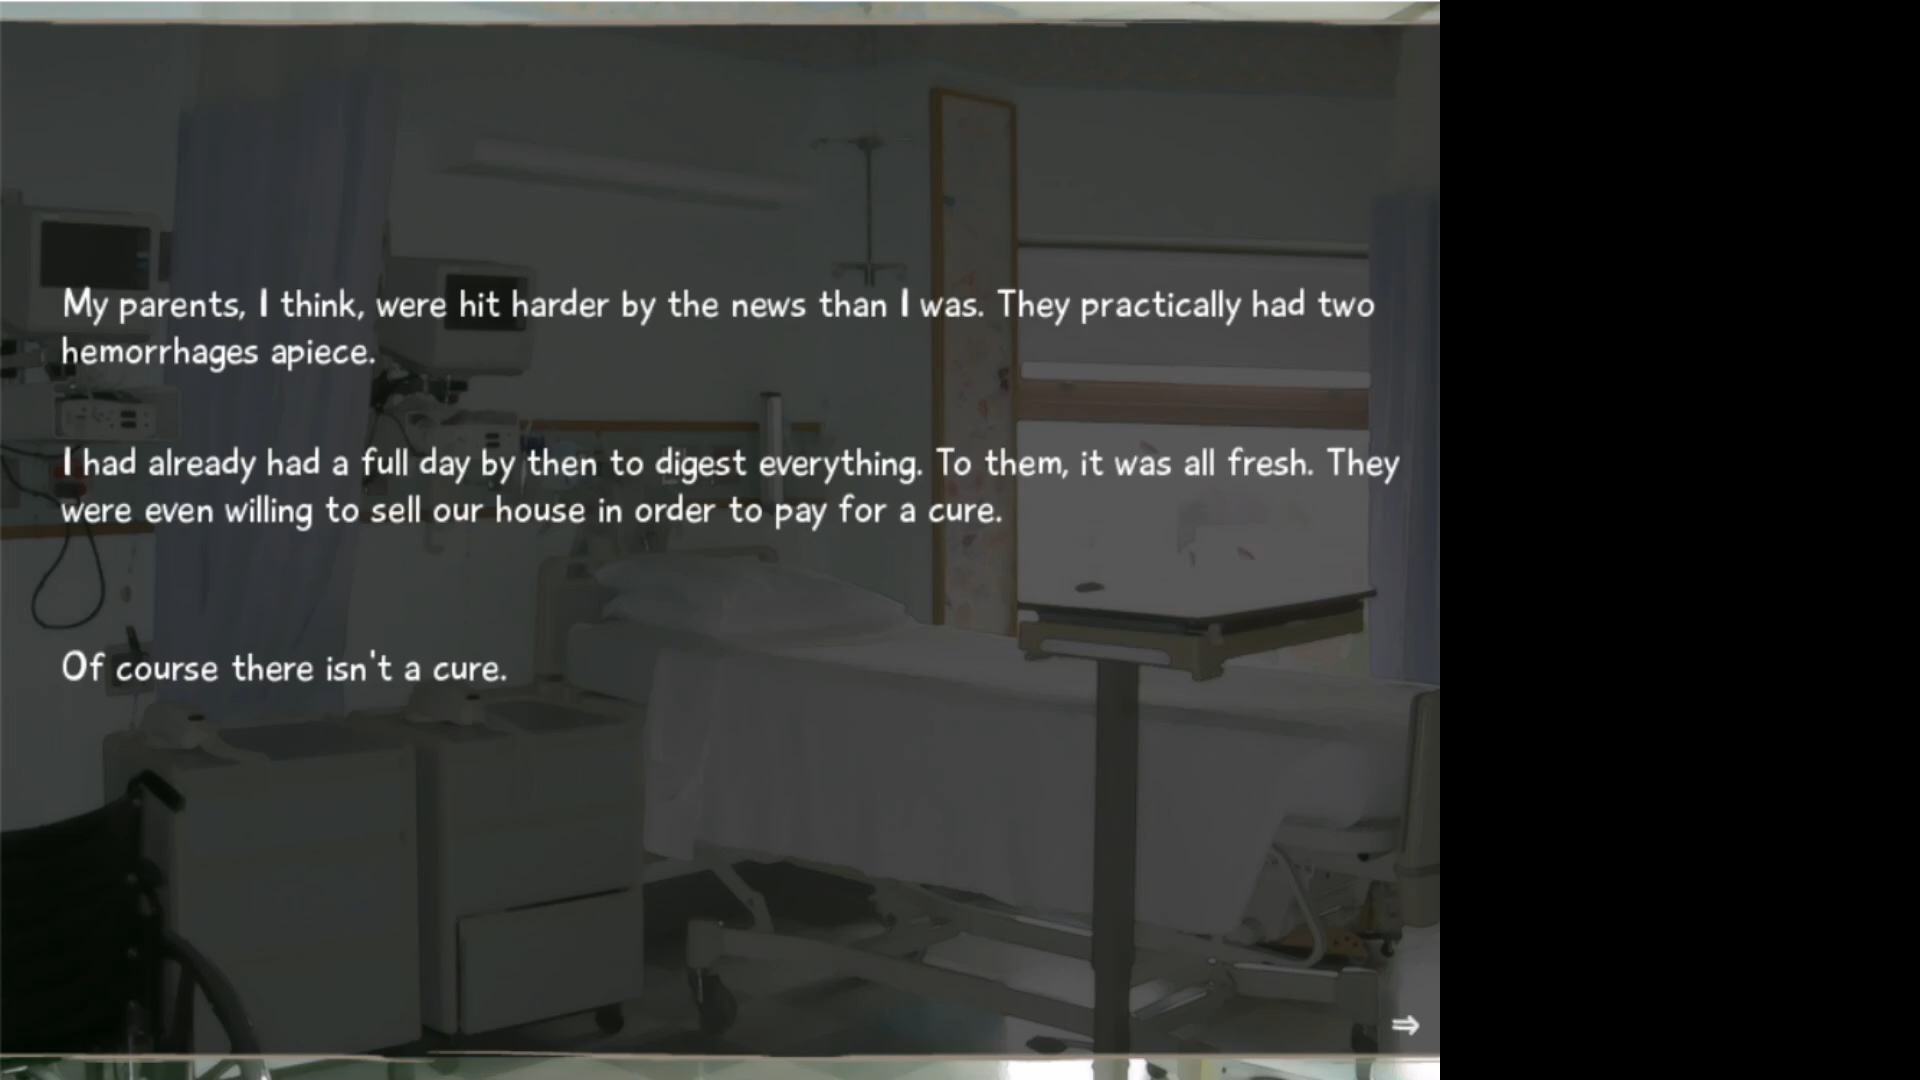 My parents, I think, were hit harder by the news than I was. They practically had two
hemorrhages apiece.
I had already had a full day by then to digest everything. To them, it was all fresh. They
were even willing to sell our house in order to pay for a cure.
Of course there isn't a cure.